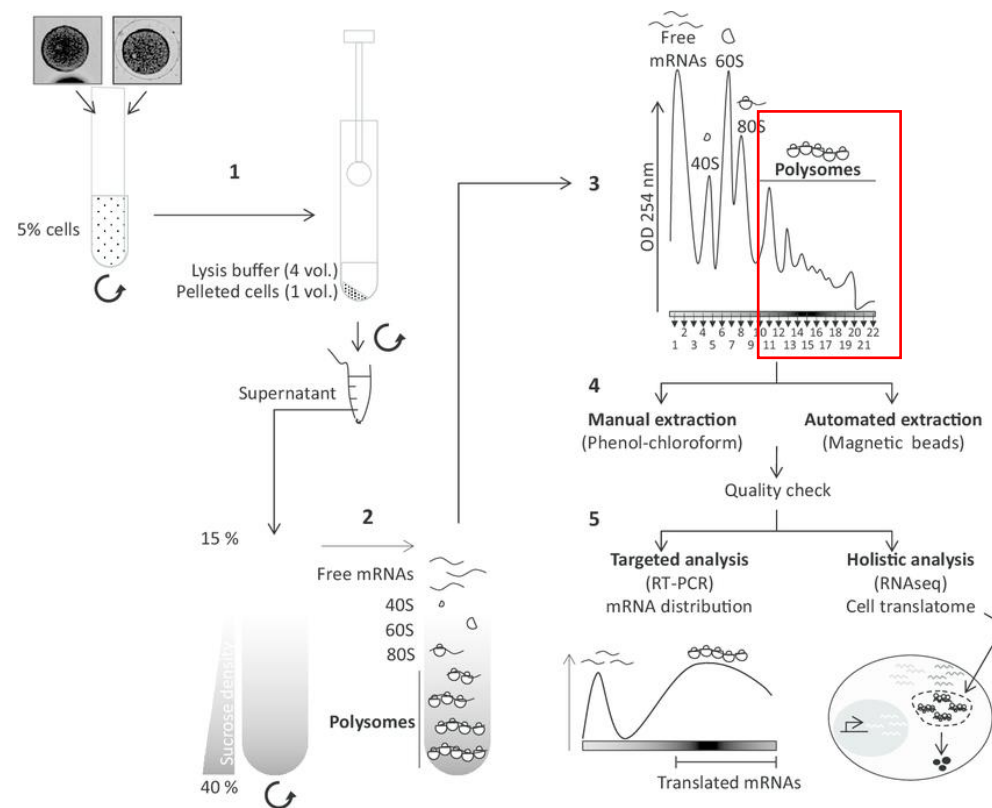 1
5% cells
Lysis buffer (4 vol.)
Pelleted cells (1 vol.)
Supernatant
2
15 %
40 %
Sucrose density
Free mRNAs
40S
60S
80S
Polysomes
3
OD 254 nm
Free
mRNAs
60S
40S
80S
Polysomes
2 4 6 8 10 12 14 16 18 20 22
1 3 5 7 9 11 13 15 17 19 21
4
Manual extraction
(Phenol-chloroform)
Automated extraction
(Magnetic beads)
Quality check
5
Targeted analysis
(RT-PCR)
mRNA distribution
Holistic analysis
(RNAseq)
Cell translatome
Translated mRNAs